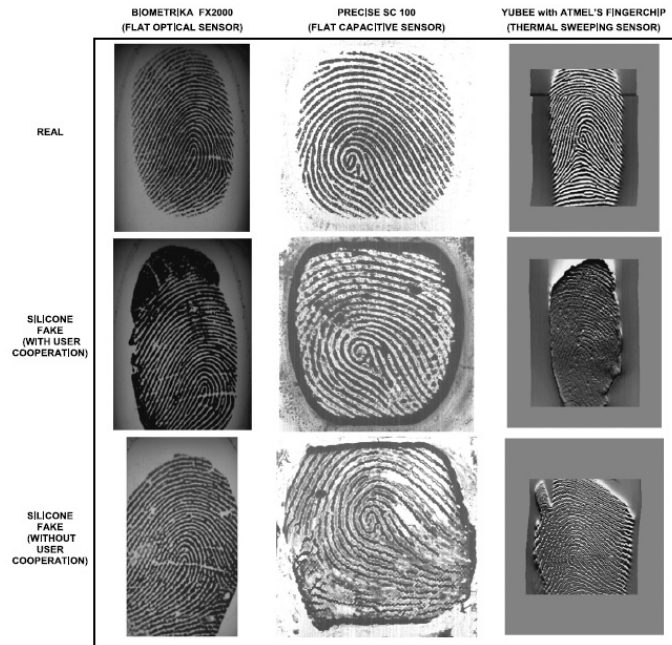 BIOMETRIKA FX2000
(FLAT OPTICAL SENSOR)
PRECISE SC 100
(FLAT CAPACITIVE SENSOR)
YUBEE with ATMEL'S FINGERCHIP
(THERMAL SWEEPING SENSOR)
REAL
SILICONE
FAKE
(WITH USER
COOPERATION)
SILICONE
FAKE
(WITHOUT
USER
COOPERATION)